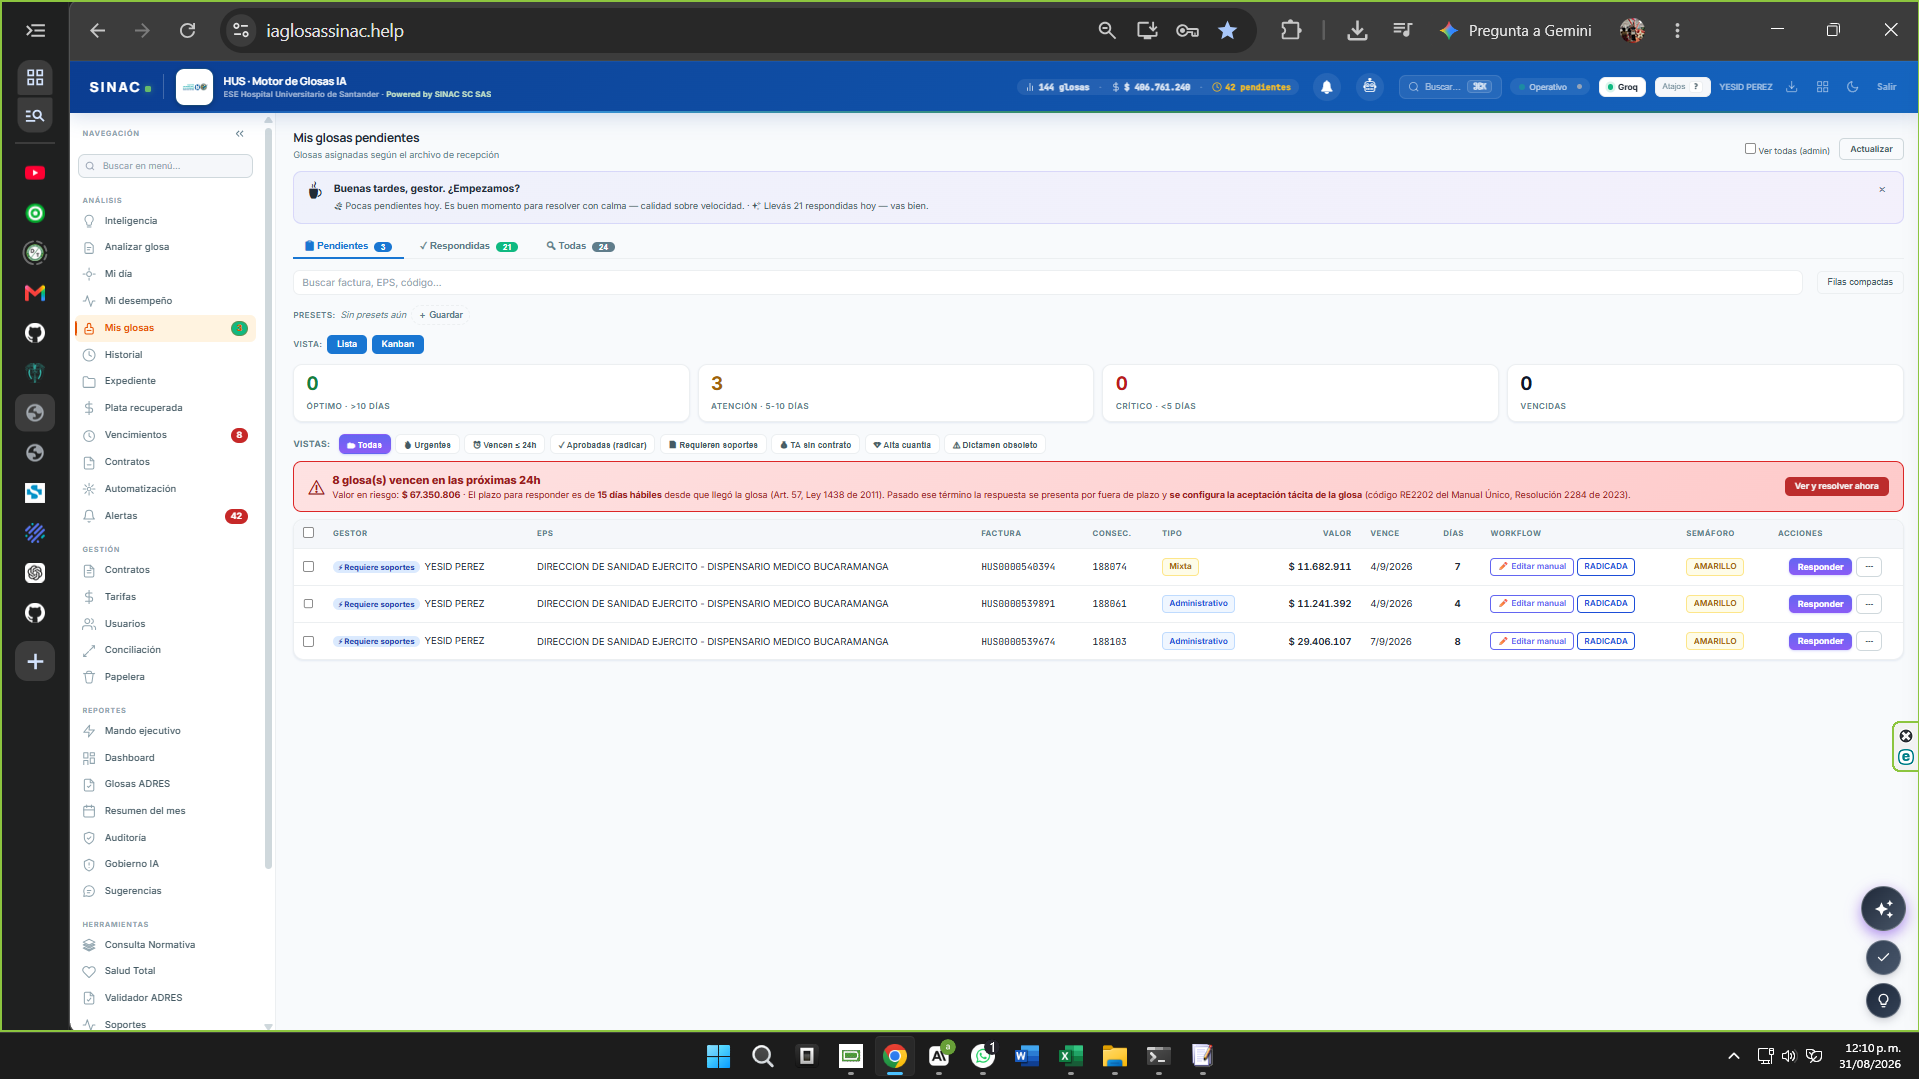 iaglosassinac.help
Pregunta a Gemini
SINAC
HUS · Motor de Glosas IA
ESE Hospital Universitario de Santander · Powered by SINAC SC SAS
144 glosas · $ $ 406.761.240 · 42 pendientes
Buscar... ⌘K
Operativo
Groq
Atajos ?
YESID PEREZ
Salir
NAVEGACIÓN
Buscar en menú...
ANÁLISIS
Inteligencia
Analizar glosa
Mi día
Mi desempeño
Mis glosas 3
Historial
Expediente
Plata recuperada
Vencimientos 8
Contratos
Automatización
Alertas 42
GESTIÓN
Contratos
Tarifas
Usuarios
Conciliación
Papelera
REPORTES
Mando ejecutivo
Dashboard
Glosas ADRES
Resumen del mes
Auditoría
Gobierno IA
Sugerencias
HERRAMIENTAS
Consulta Normativa
Salud Total
Validador ADRES
Soportes
Mis glosas pendientes
Glosas asignadas según el archivo de recepción
Ver todas (admin)
Actualizar
Buenas tardes, gestor. ¿Empezamos?
Pocas pendientes hoy. Es buen momento para resolver con calma — calidad sobre velocidad. · Llevás 21 respondidas hoy — vas bien.
Pendientes 3
✓ Respondidas 21
Todas 24
Buscar factura, EPS, código...
Filas compactas
PRESETS: Sin presets aún + Guardar
VISTA: Lista Kanban
0
ÓPTIMO · >10 DÍAS
3
ATENCIÓN · 5-10 DÍAS
0
CRÍTICO · <5 DÍAS
0
VENCIDAS
VISTAS: Todas Urgentes Vencen ≤ 24h ✓ Aprobadas (radicar) Requieren soportes TA sin contrato Alta cuantía Dictamen obsoleto
8 glosa(s) vencen en las próximas 24h
Valor en riesgo: $ 67.350.806 · El plazo para responder es de 15 días hábiles desde que llegó la glosa (Art. 57, Ley 1438 de 2011). Pasado ese término la respuesta se presenta por fuera de plazo y se configura la aceptación tácita de la glosa (código RE2202 del Manual Único, Resolución 2284 de 2023).
Ver y resolver ahora
GESTOR EPS FACTURA CONSEC. TIPO VALOR VENCE DÍAS WORKFLOW SEMÁFORO ACCIONES
Requiere soportes YESID PEREZ DIRECCION DE SANIDAD EJERCITO - DISPENSARIO MEDICO BUCARAMANGA HUS0000540394 188074 Mixta $ 11.682.911 4/9/2026 7 Editar manual RADICADA AMARILLO Responder ...
Requiere soportes YESID PEREZ DIRECCION DE SANIDAD EJERCITO - DISPENSARIO MEDICO BUCARAMANGA HUS0000539891 188061 Administrativo $ 11.241.392 4/9/2026 4 Editar manual RADICADA AMARILLO Responder ...
Requiere soportes YESID PEREZ DIRECCION DE SANIDAD EJERCITO - DISPENSARIO MEDICO BUCARAMANGA HUS0000539674 188103 Administrativo $ 29.406.107 7/9/2026 8 Editar manual RADICADA AMARILLO Responder ...
12:10 p. m.
31/08/2026